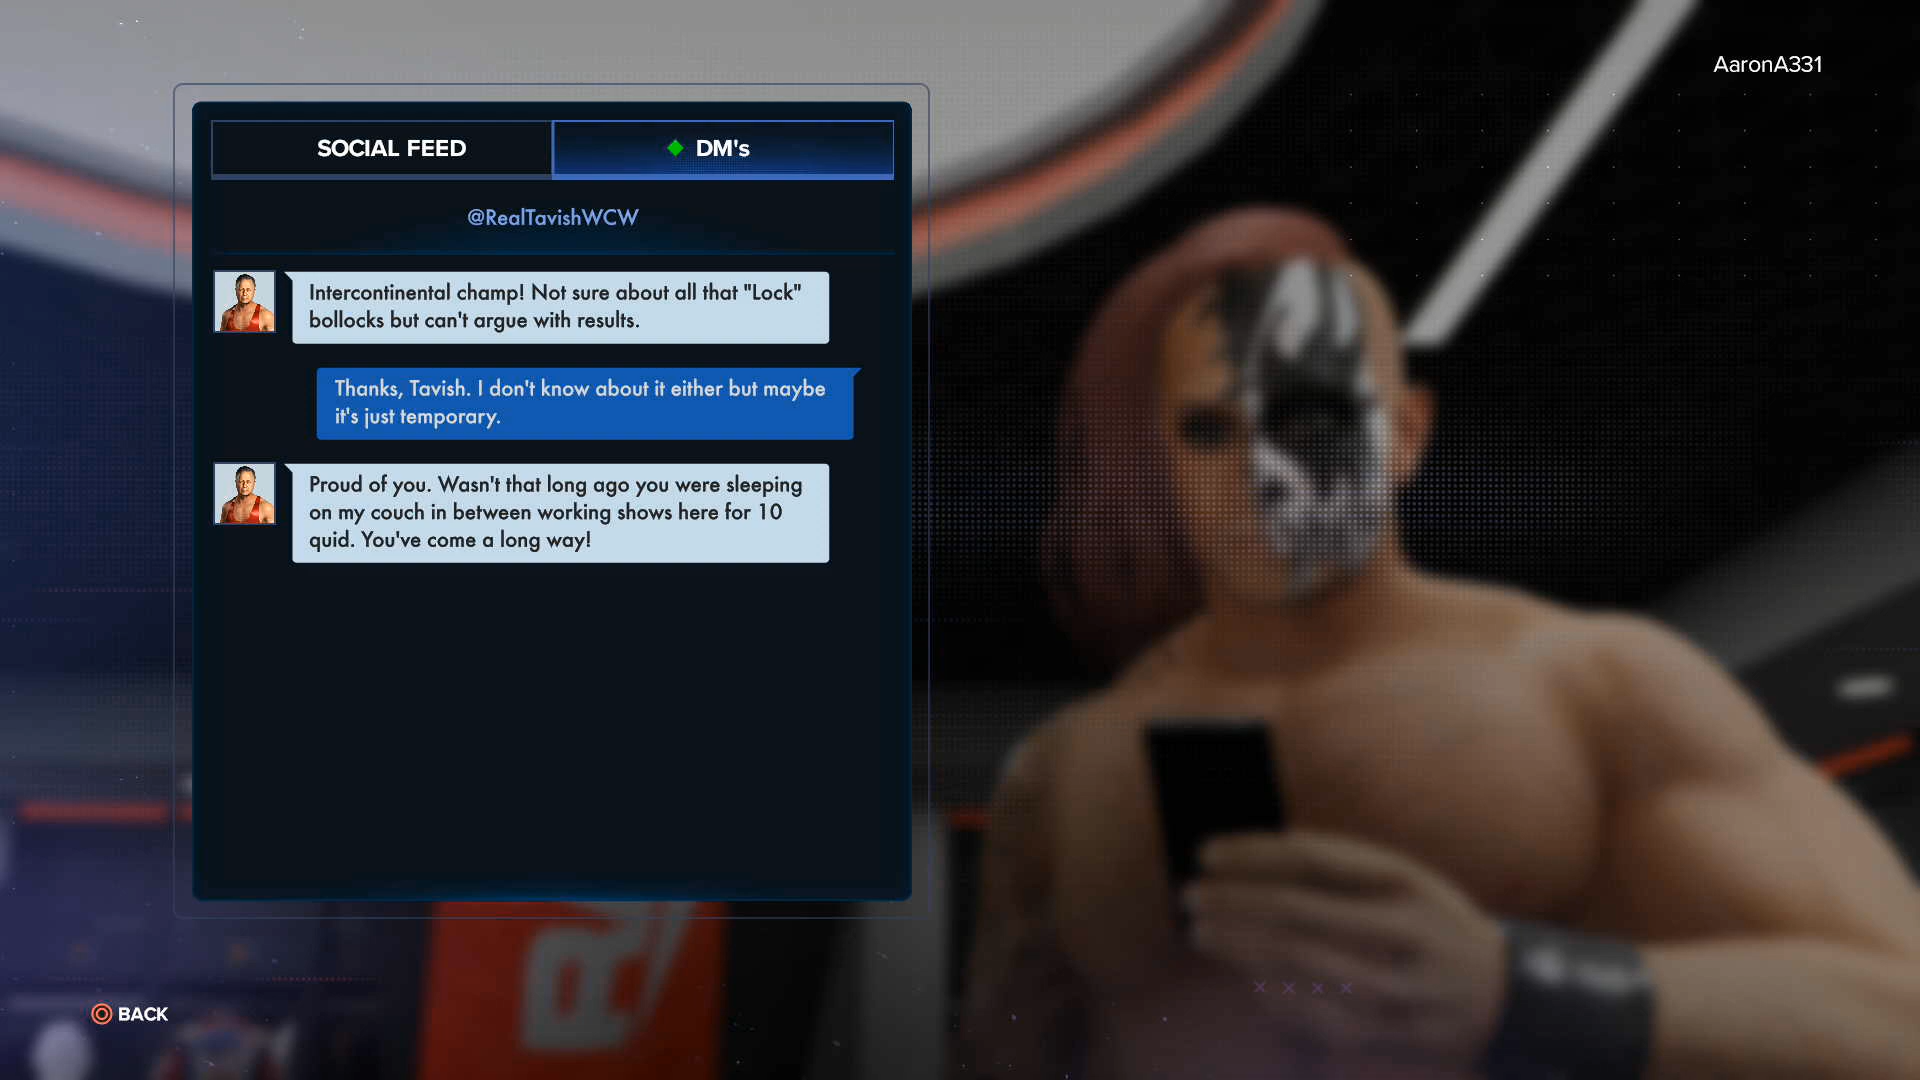 AaronA331
SOCIAL FEED
DM's
@RealTavishWCW
Intercontinental champ! Not sure about all that "Lock"
bollocks but can't argue with results.
Thanks, Tavish. I don't know about it either but maybe
it's just temporary.
Proud of you. Wasn't that long ago you were sleeping
on my couch in between working shows here for 10
quid. You've come a long way!
BACK